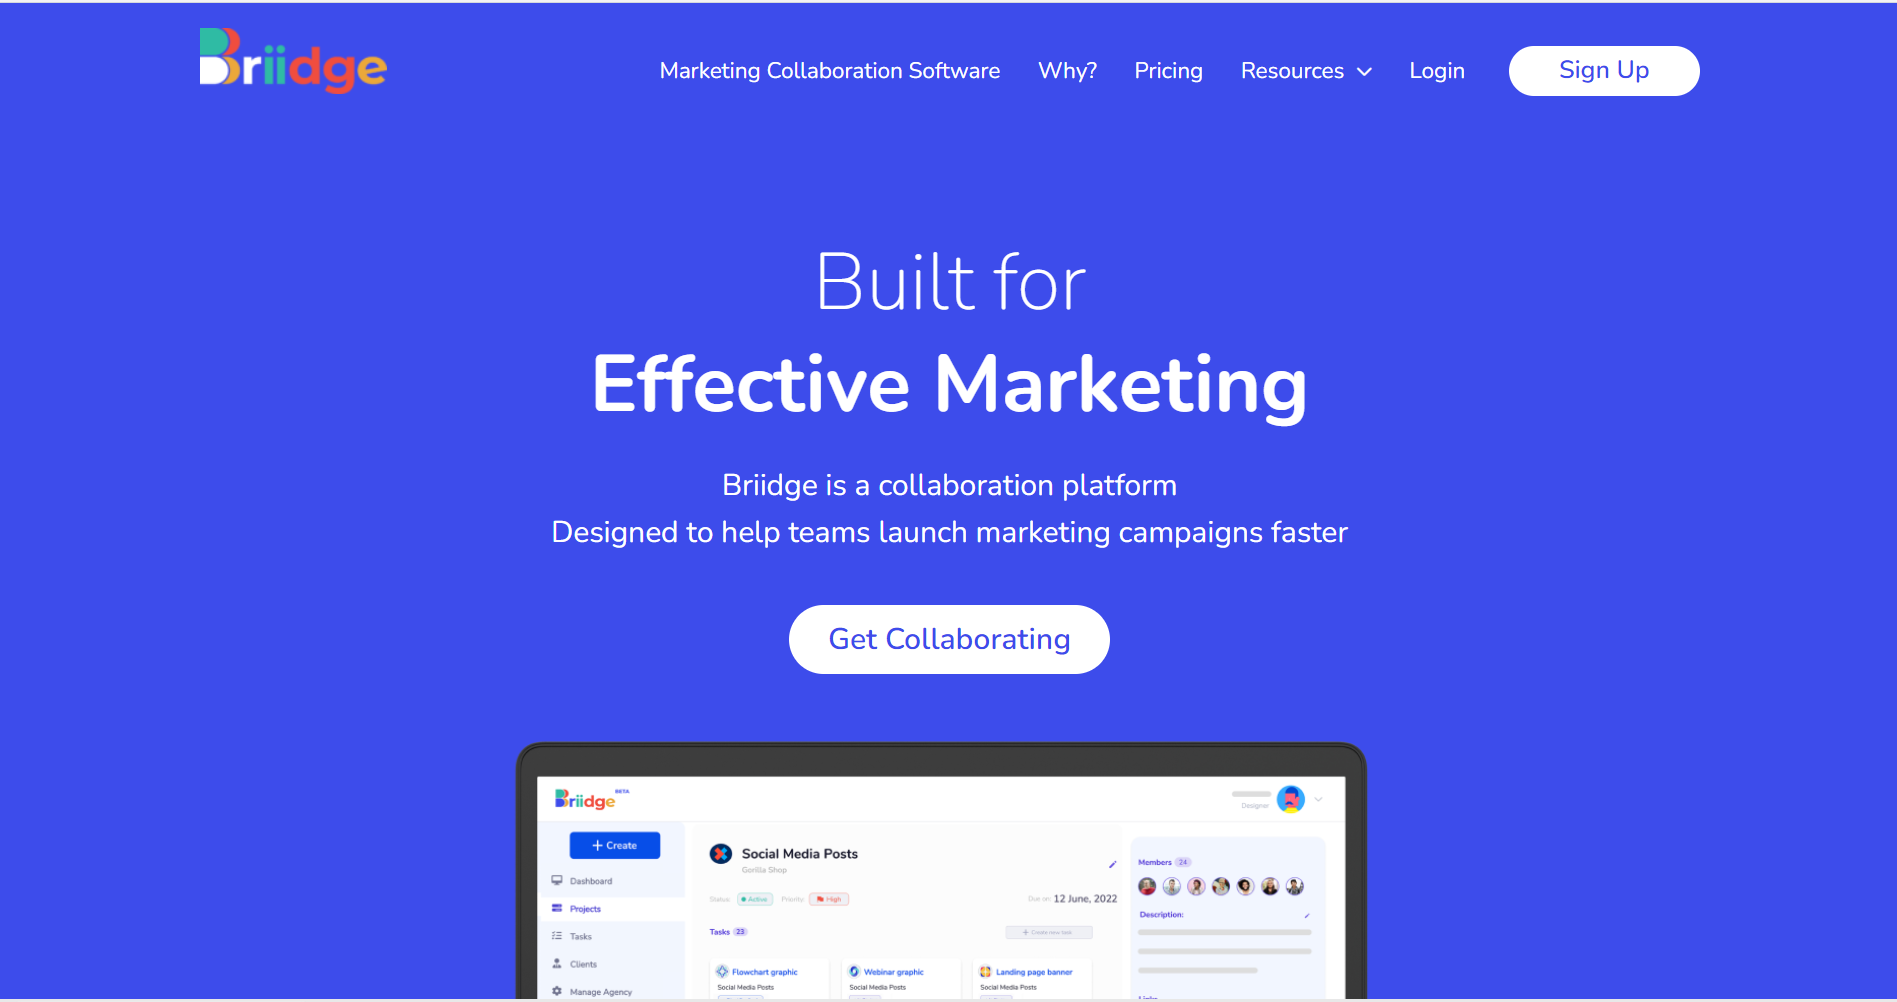 Briidge
Marketing Collaboration Software Why? Pricing Resources Login Sign Up
Built for
Effective Marketing
Briidge is a collaboration platform
Designed to help teams launch marketing campaigns faster
Get Collaborating
Briidge BETA
Designer
+ Create
Dashboard
Projects
Tasks
Clients
Manage Agency
Social Media Posts
Gorilla Shop
Status: Active Priority: High Due on: 12 June, 2022
Tasks 23 + Create new task
Flowchart graphic
Social Media Posts
Webinar graphic
Social Media Posts
Landing page banner
Social Media Posts
Members 24
Description: